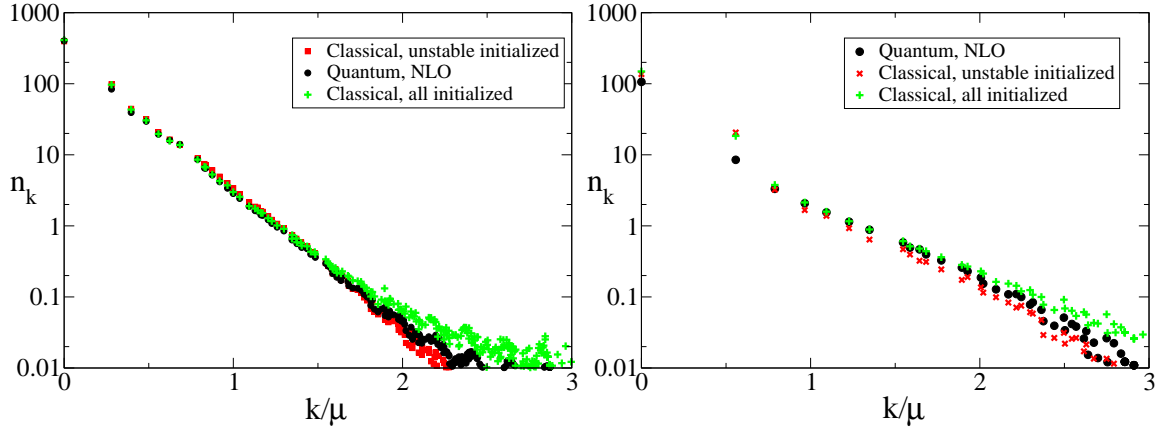 1000
100
10
1
0.1
0.01
n_k
0 1 2 3
k/μ
Classical, unstable initialized
Quantum, NLO
Classical, all initialized
1000
100
10
1
0.1
0.01
n_k
0 1 2 3
k/μ
Quantum, NLO
Classical, unstable initialized
Classical, all initialized